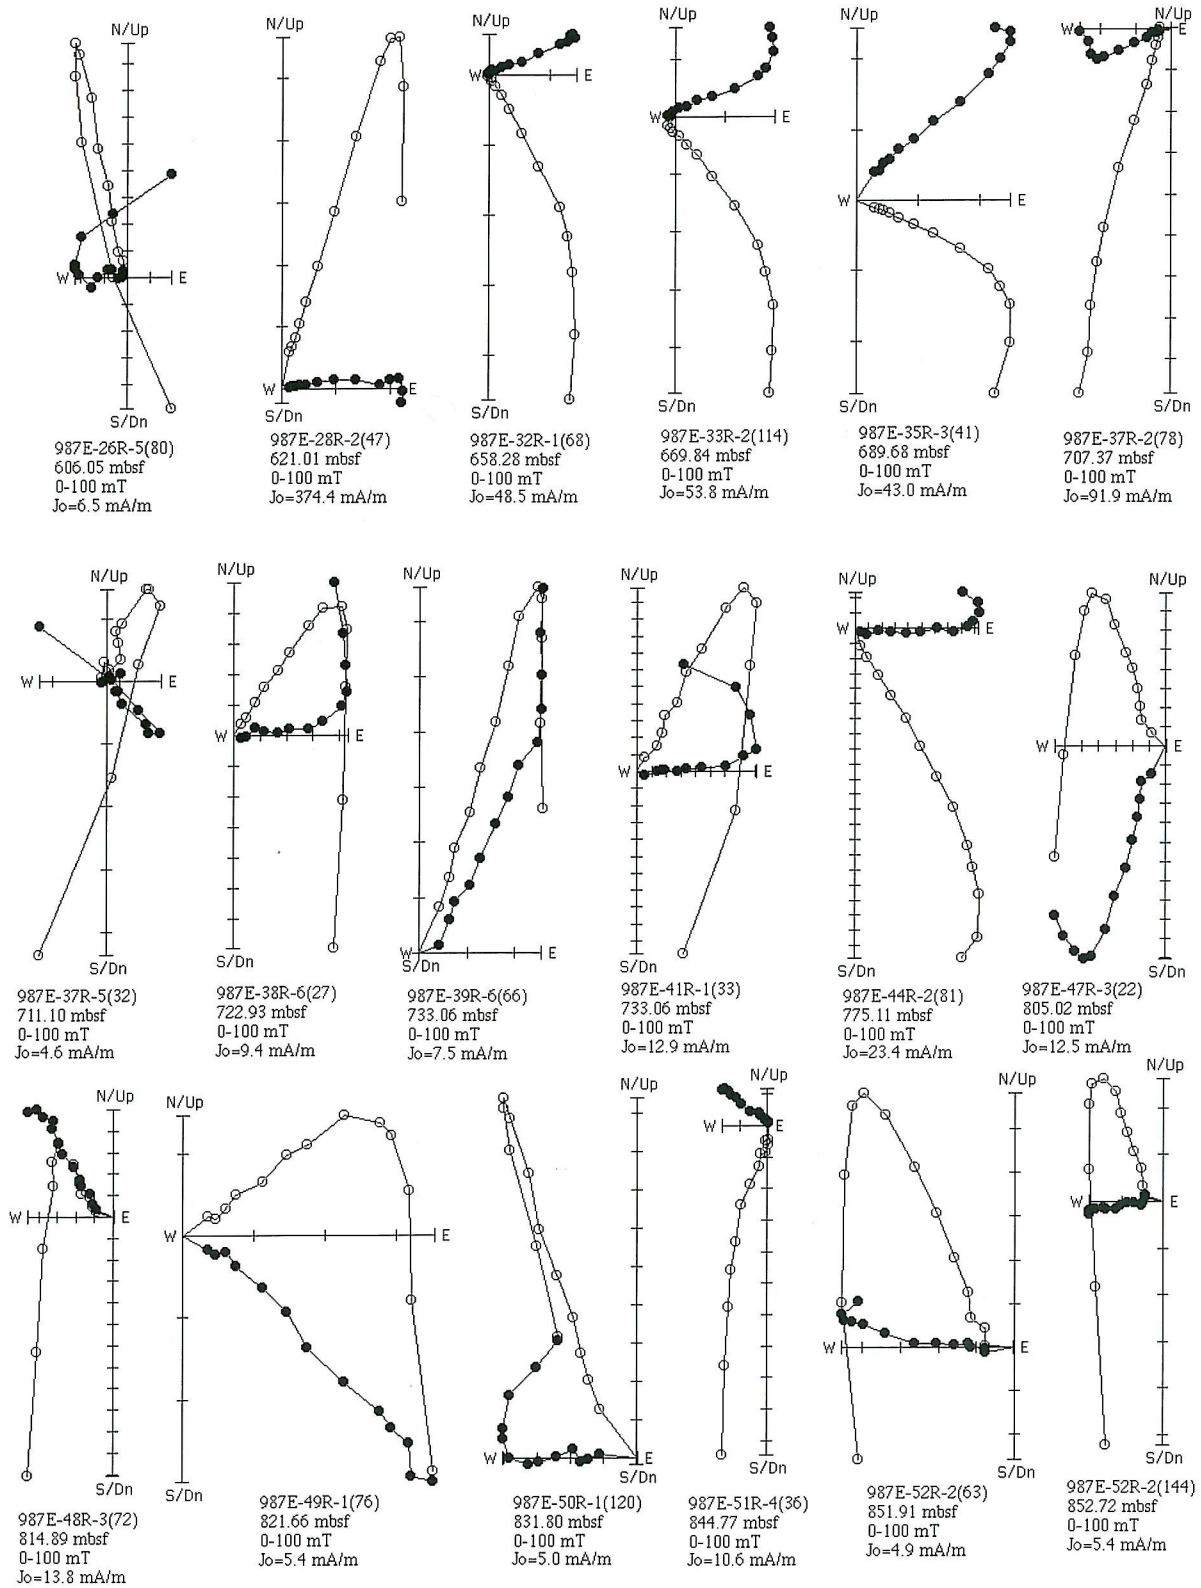 N/Up
W E
S/Dn
987E-26R-5(80)
606.05 mbsf
0-100 mT
Jo=6.5 mA/m
N/Up
W E
S/Dn
987E-28R-2(47)
621.01 mbsf
0-100 mT
Jo=374.4 mA/m
N/Up
W E
S/Dn
987E-32R-1(68)
658.28 mbsf
0-100 mT
Jo=48.5 mA/m
N/Up
W E
S/Dn
987E-33R-2(114)
669.84 mbsf
0-100 mT
Jo=53.8 mA/m
N/Up
W E
S/Dn
987E-35R-3(41)
689.68 mbsf
0-100 mT
Jo=43.0 mA/m
N/Up
W E
S/Dn
987E-37R-2(78)
707.37 mbsf
0-100 mT
Jo=91.9 mA/m
N/Up
W E
S/Dn
987E-37R-5(32)
711.10 mbsf
0-100 mT
Jo=4.6 mA/m
N/Up
W E
S/Dn
987E-38R-6(27)
722.93 mbsf
0-100 mT
Jo=9.4 mA/m
N/Up
W E
S/Dn
987E-39R-6(66)
733.06 mbsf
0-100 mT
Jo=7.5 mA/m
N/Up
W E
S/Dn
987E-41R-1(33)
733.06 mbsf
0-100 mT
Jo=12.9 mA/m
N/Up
W E
S/Dn
987E-44R-2(81)
775.11 mbsf
0-100 mT
Jo=23.4 mA/m
N/Up
W E
S/Dn
987E-47R-3(22)
805.02 mbsf
0-100 mT
Jo=12.5 mA/m
N/Up
W E
S/Dn
987E-48R-3(72)
814.89 mbsf
0-100 mT
Jo=13.8 mA/m
N/Up
W E
S/Dn
987E-49R-1(76)
821.66 mbsf
0-100 mT
Jo=5.4 mA/m
N/Up
W E
S/Dn
987E-50R-1(120)
831.80 mbsf
0-100 mT
Jo=5.0 mA/m
N/Up
W E
S/Dn
987E-51R-4(36)
844.77 mbsf
0-100 mT
Jo=10.6 mA/m
N/Up
W E
S/Dn
987E-52R-2(63)
851.91 mbsf
0-100 mT
Jo=4.9 mA/m
N/Up
W E
S/Dn
987E-52R-2(144)
852.72 mbsf
0-100 mT
Jo=5.4 mA/m